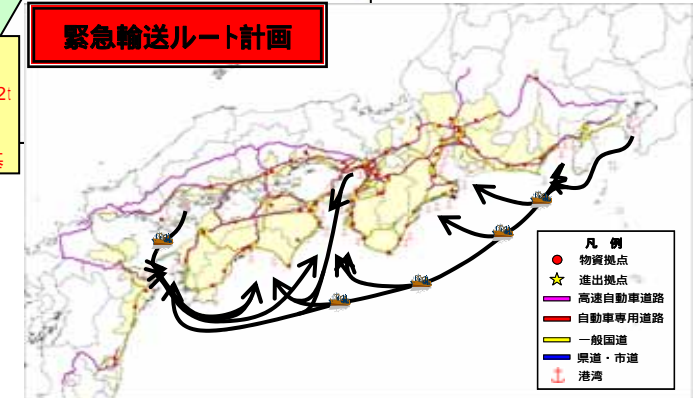 緊急輸送ルート計画
2t
凡 例
物資拠点
進出拠点
高速自動車道路
自動車専用道路
一般国道
県道・市道
港湾